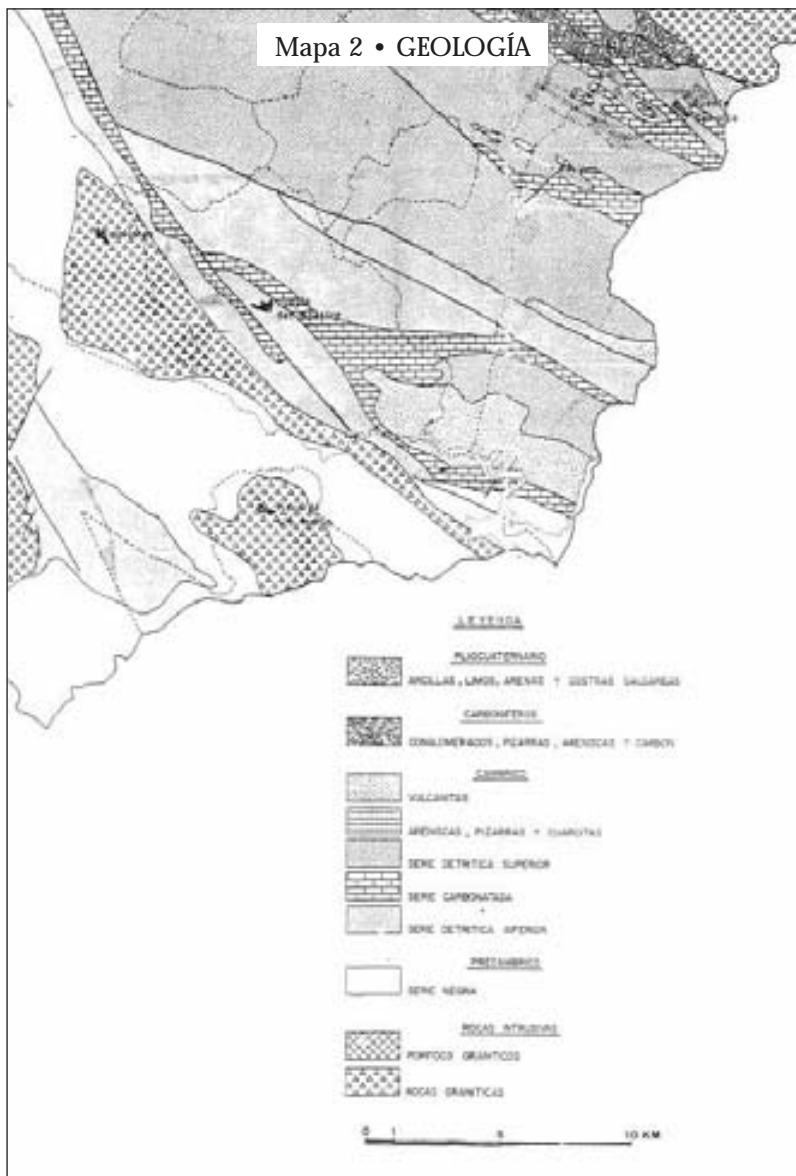 Mapa 2 • GEOLOGÍA
LEYENDA
PLIOCUATERNARIO
ARCILLAS, LIMOS, ARENAS Y COSTRAS CALCAREAS
CARBONIFERO
CONGLOMERADOS, PIZARRAS, ARENISCAS Y CARBON
CAMBRICO
VULCANITAS
ARENISCAS, PIZARRAS Y CUARCITAS
SERIE DETRITICA SUPERIOR
SERIE CARBONATADA
SERIE DETRITICA INFERIOR
PRECAMBRICO
SERIE NEGRA
ROCAS INTRUSIVAS
GRANITICOS
ROCAS GRANITICAS
0 1 5 10 KM.